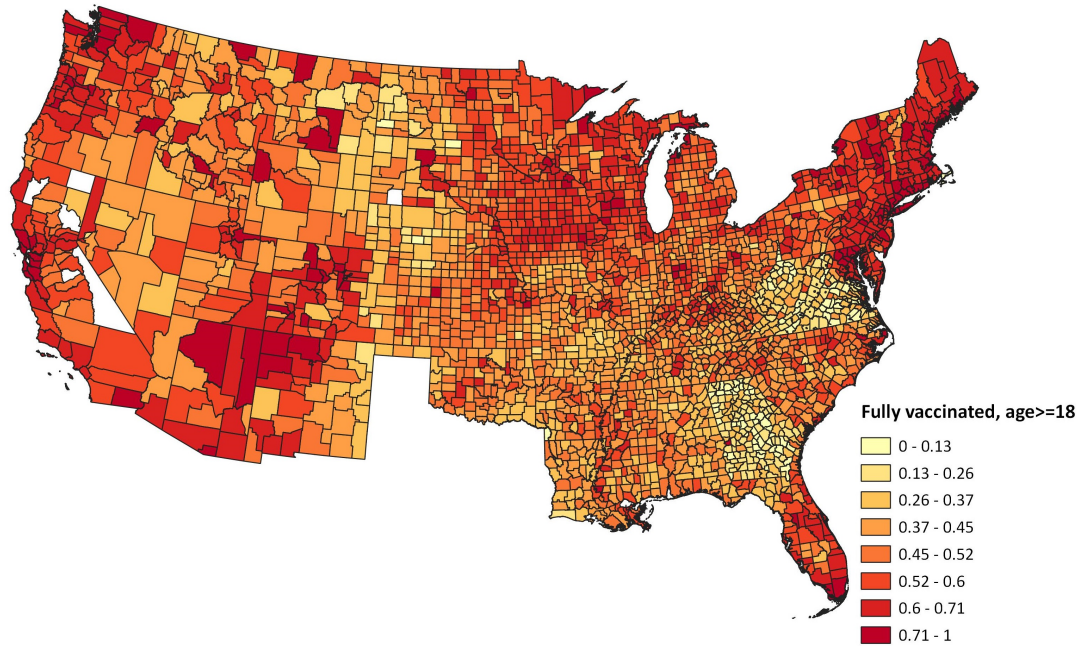 Fully vaccinated, age>=18
0 - 0.13
0.13 - 0.26
0.26 - 0.37
0.37 - 0.45
0.45 - 0.52
0.52 - 0.6
0.6 - 0.71
0.71 - 1